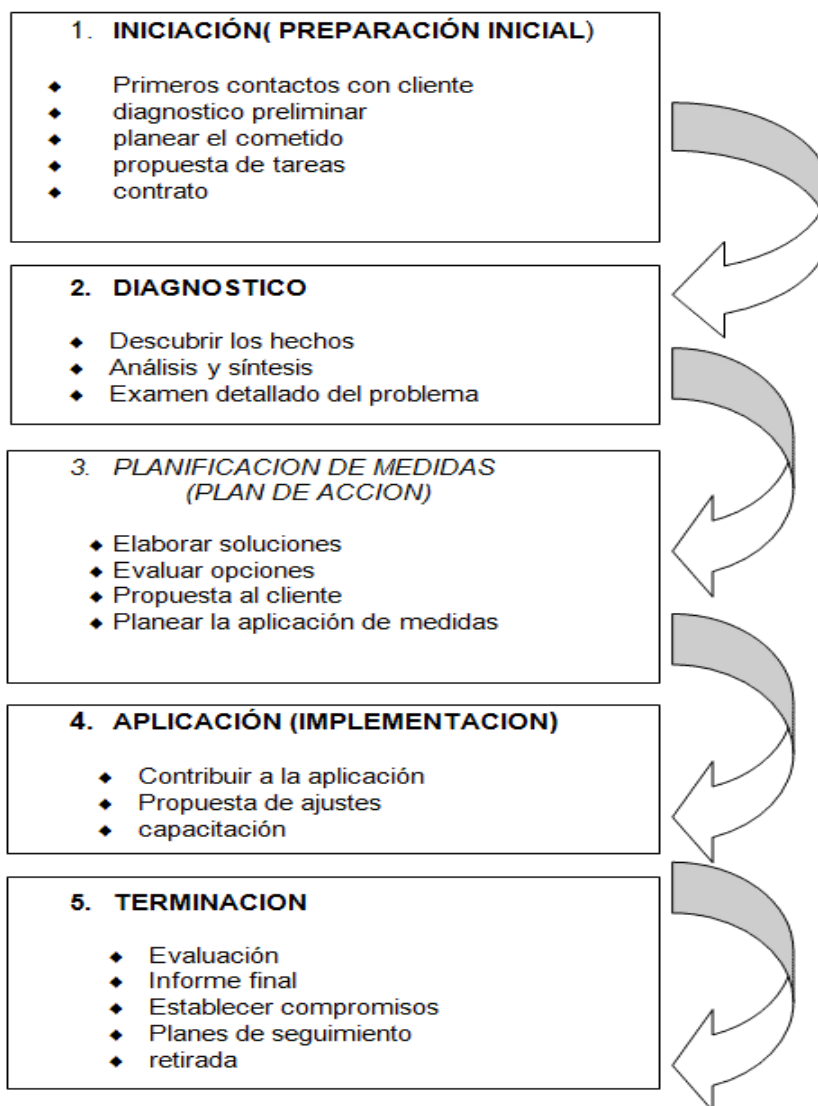 1. INICIACIÓN( PREPARACIÓN INICIAL)
◆ Primeros contactos con cliente
◆ diagnostico preliminar
◆ planear el cometido
◆ propuesta de tareas
◆ contrato
2. DIAGNOSTICO
◆ Descubrir los hechos
◆ Análisis y síntesis
◆ Examen detallado del problema
3. PLANIFICACION DE MEDIDAS
(PLAN DE ACCION)
◆ Elaborar soluciones
◆ Evaluar opciones
◆ Propuesta al cliente
◆ Planear la aplicación de medidas
4. APLICACIÓN (IMPLEMENTACION)
◆ Contribuir a la aplicación
◆ Propuesta de ajustes
◆ capacitación
5. TERMINACION
◆ Evaluación
◆ Informe final
◆ Establecer compromisos
◆ Planes de seguimiento
◆ retirada